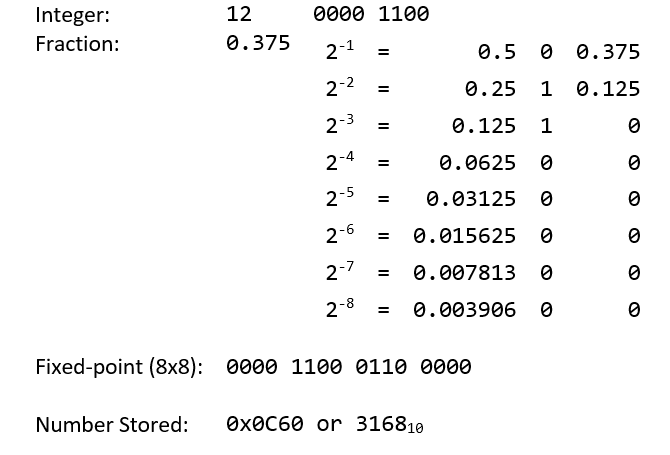 Integer: 12 0000 1100
Fraction: 0.375 2⁻¹ = 0.5 0 0.375
2⁻² = 0.25 1 0.125
2⁻³ = 0.125 1 0
2⁻⁴ = 0.0625 0 0
2⁻⁵ = 0.03125 0 0
2⁻⁶ = 0.015625 0 0
2⁻⁷ = 0.007813 0 0
2⁻⁸ = 0.003906 0 0
Fixed-point (8x8): 0000 1100 0110 0000
Number Stored: 0x0C60 or 3168₁₀